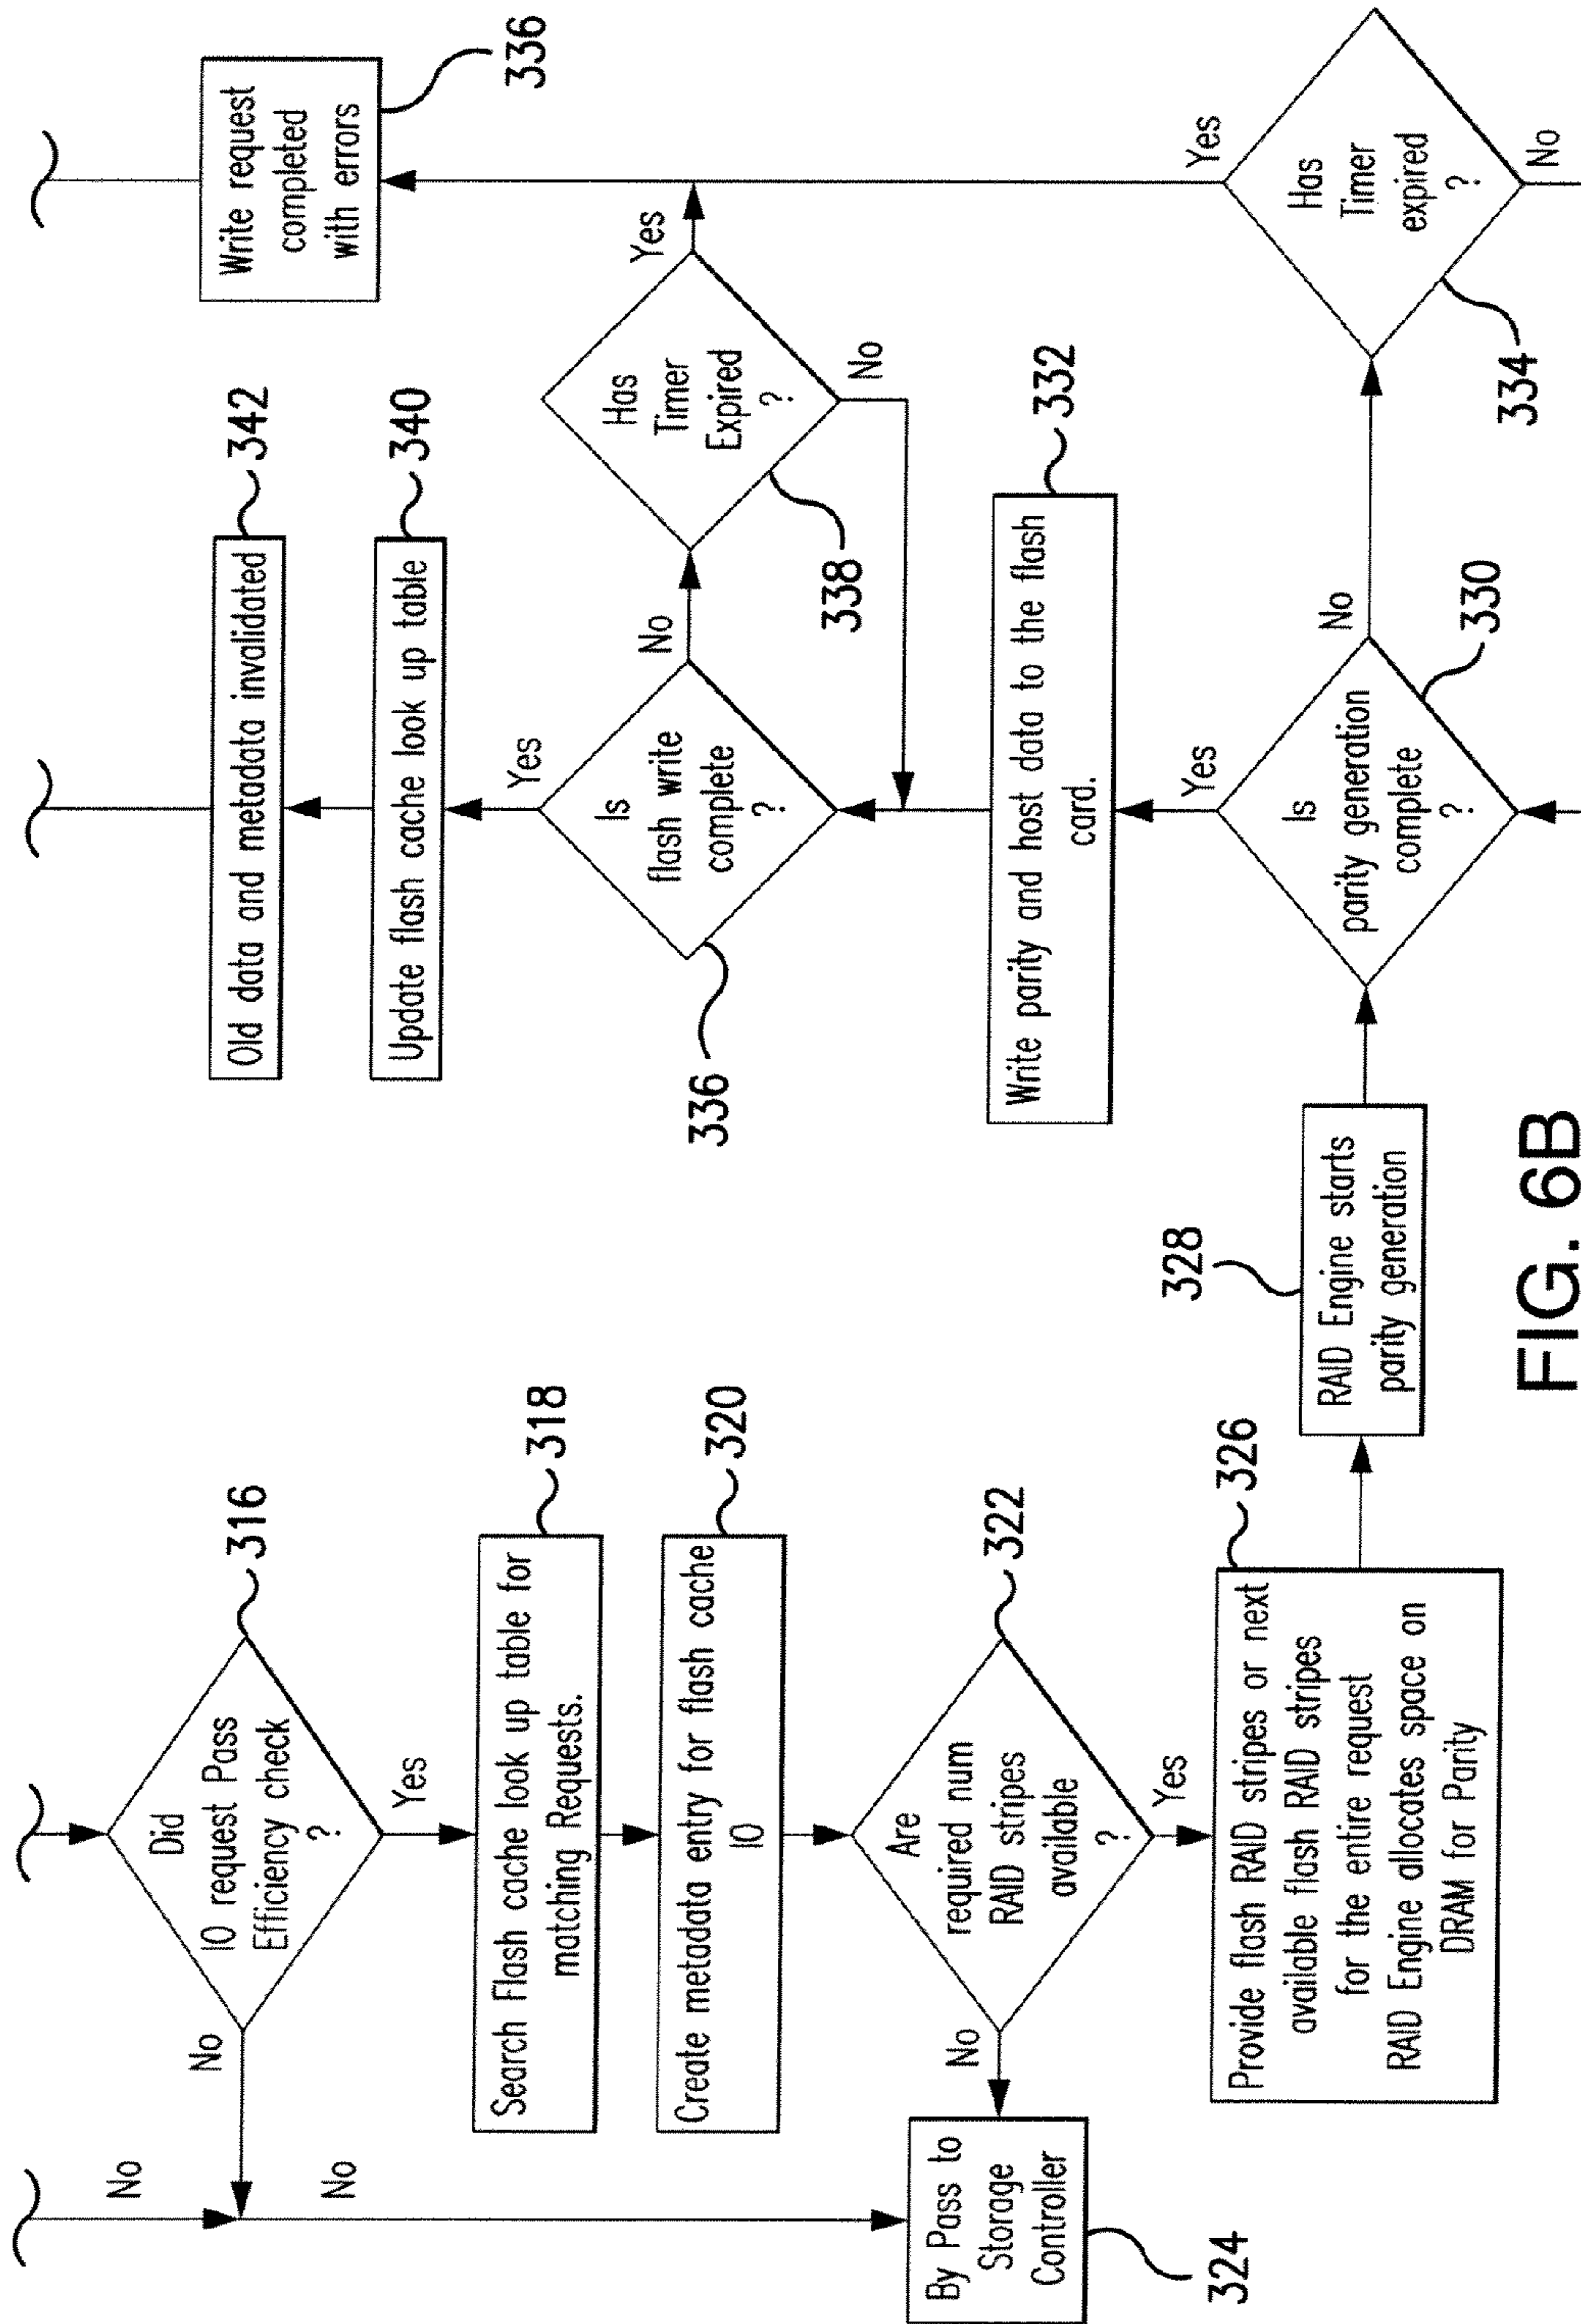 No
No
No
Did
IO request Pass
Efficiency check
?
316
Yes
Search Flash cache look up table for
matching Requests.
318
Create metadata entry for flash cache
IO
320
Are
required num
RAID stripes
available
?
322
No
Yes
By Pass to
Storage
Controller
324
Provide flash RAID stripes or next
available flash RAID stripes
for the entire request
RAID Engine allocates space on
DRAM for Parity
326
RAID Engine starts
parity generation
328
Is
parity generation
complete
?
330
Yes
No
Write parity and host data to the flash
card.
332
Is
flash write
complete
?
336
Yes
No
Update flash cache look up table
340
Old data and metadata invalidated
342
Has
Timer
Expired
?
338
Yes
No
Has
Timer
expired
?
334
Yes
No
Write request
completed
with errors
336
FIG. 6B